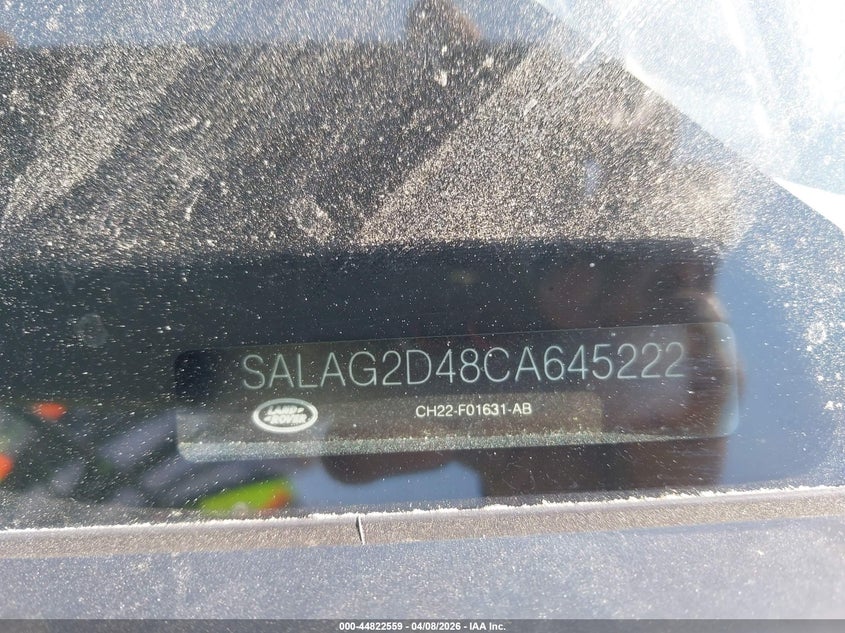 SALAG2D48CA645222
LAND ROVER
CH22-F01631-AB
000-44822559 - 04/08/2026 - IAA Inc.